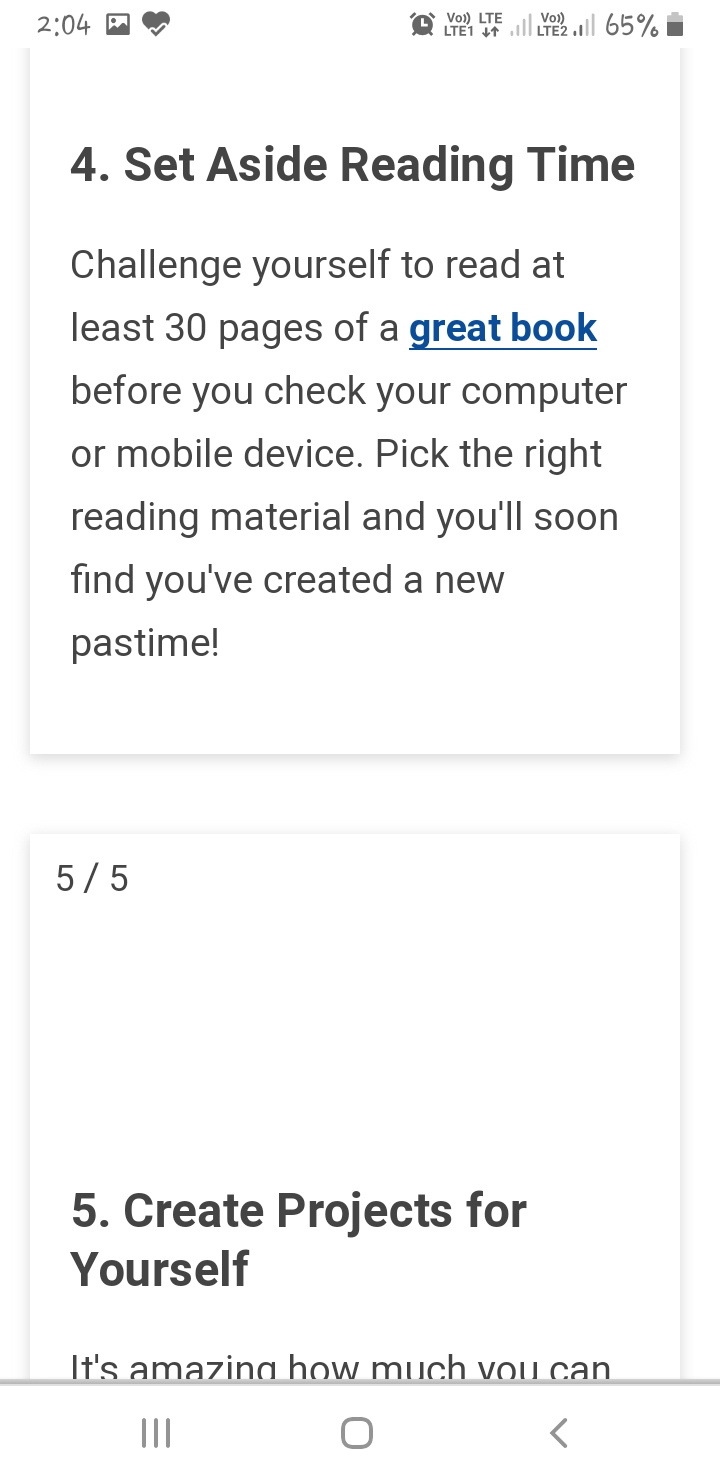 2:04 Vo)) LTE Vo)) 65%
LTE1 LTE2
4. Set Aside Reading Time
Challenge yourself to read at
least 30 pages of a great book
before you check your computer
or mobile device. Pick the right
reading material and you'll soon
find you've created a new
pastime!
5 / 5
5. Create Projects for
Yourself
It's amazing how much you can